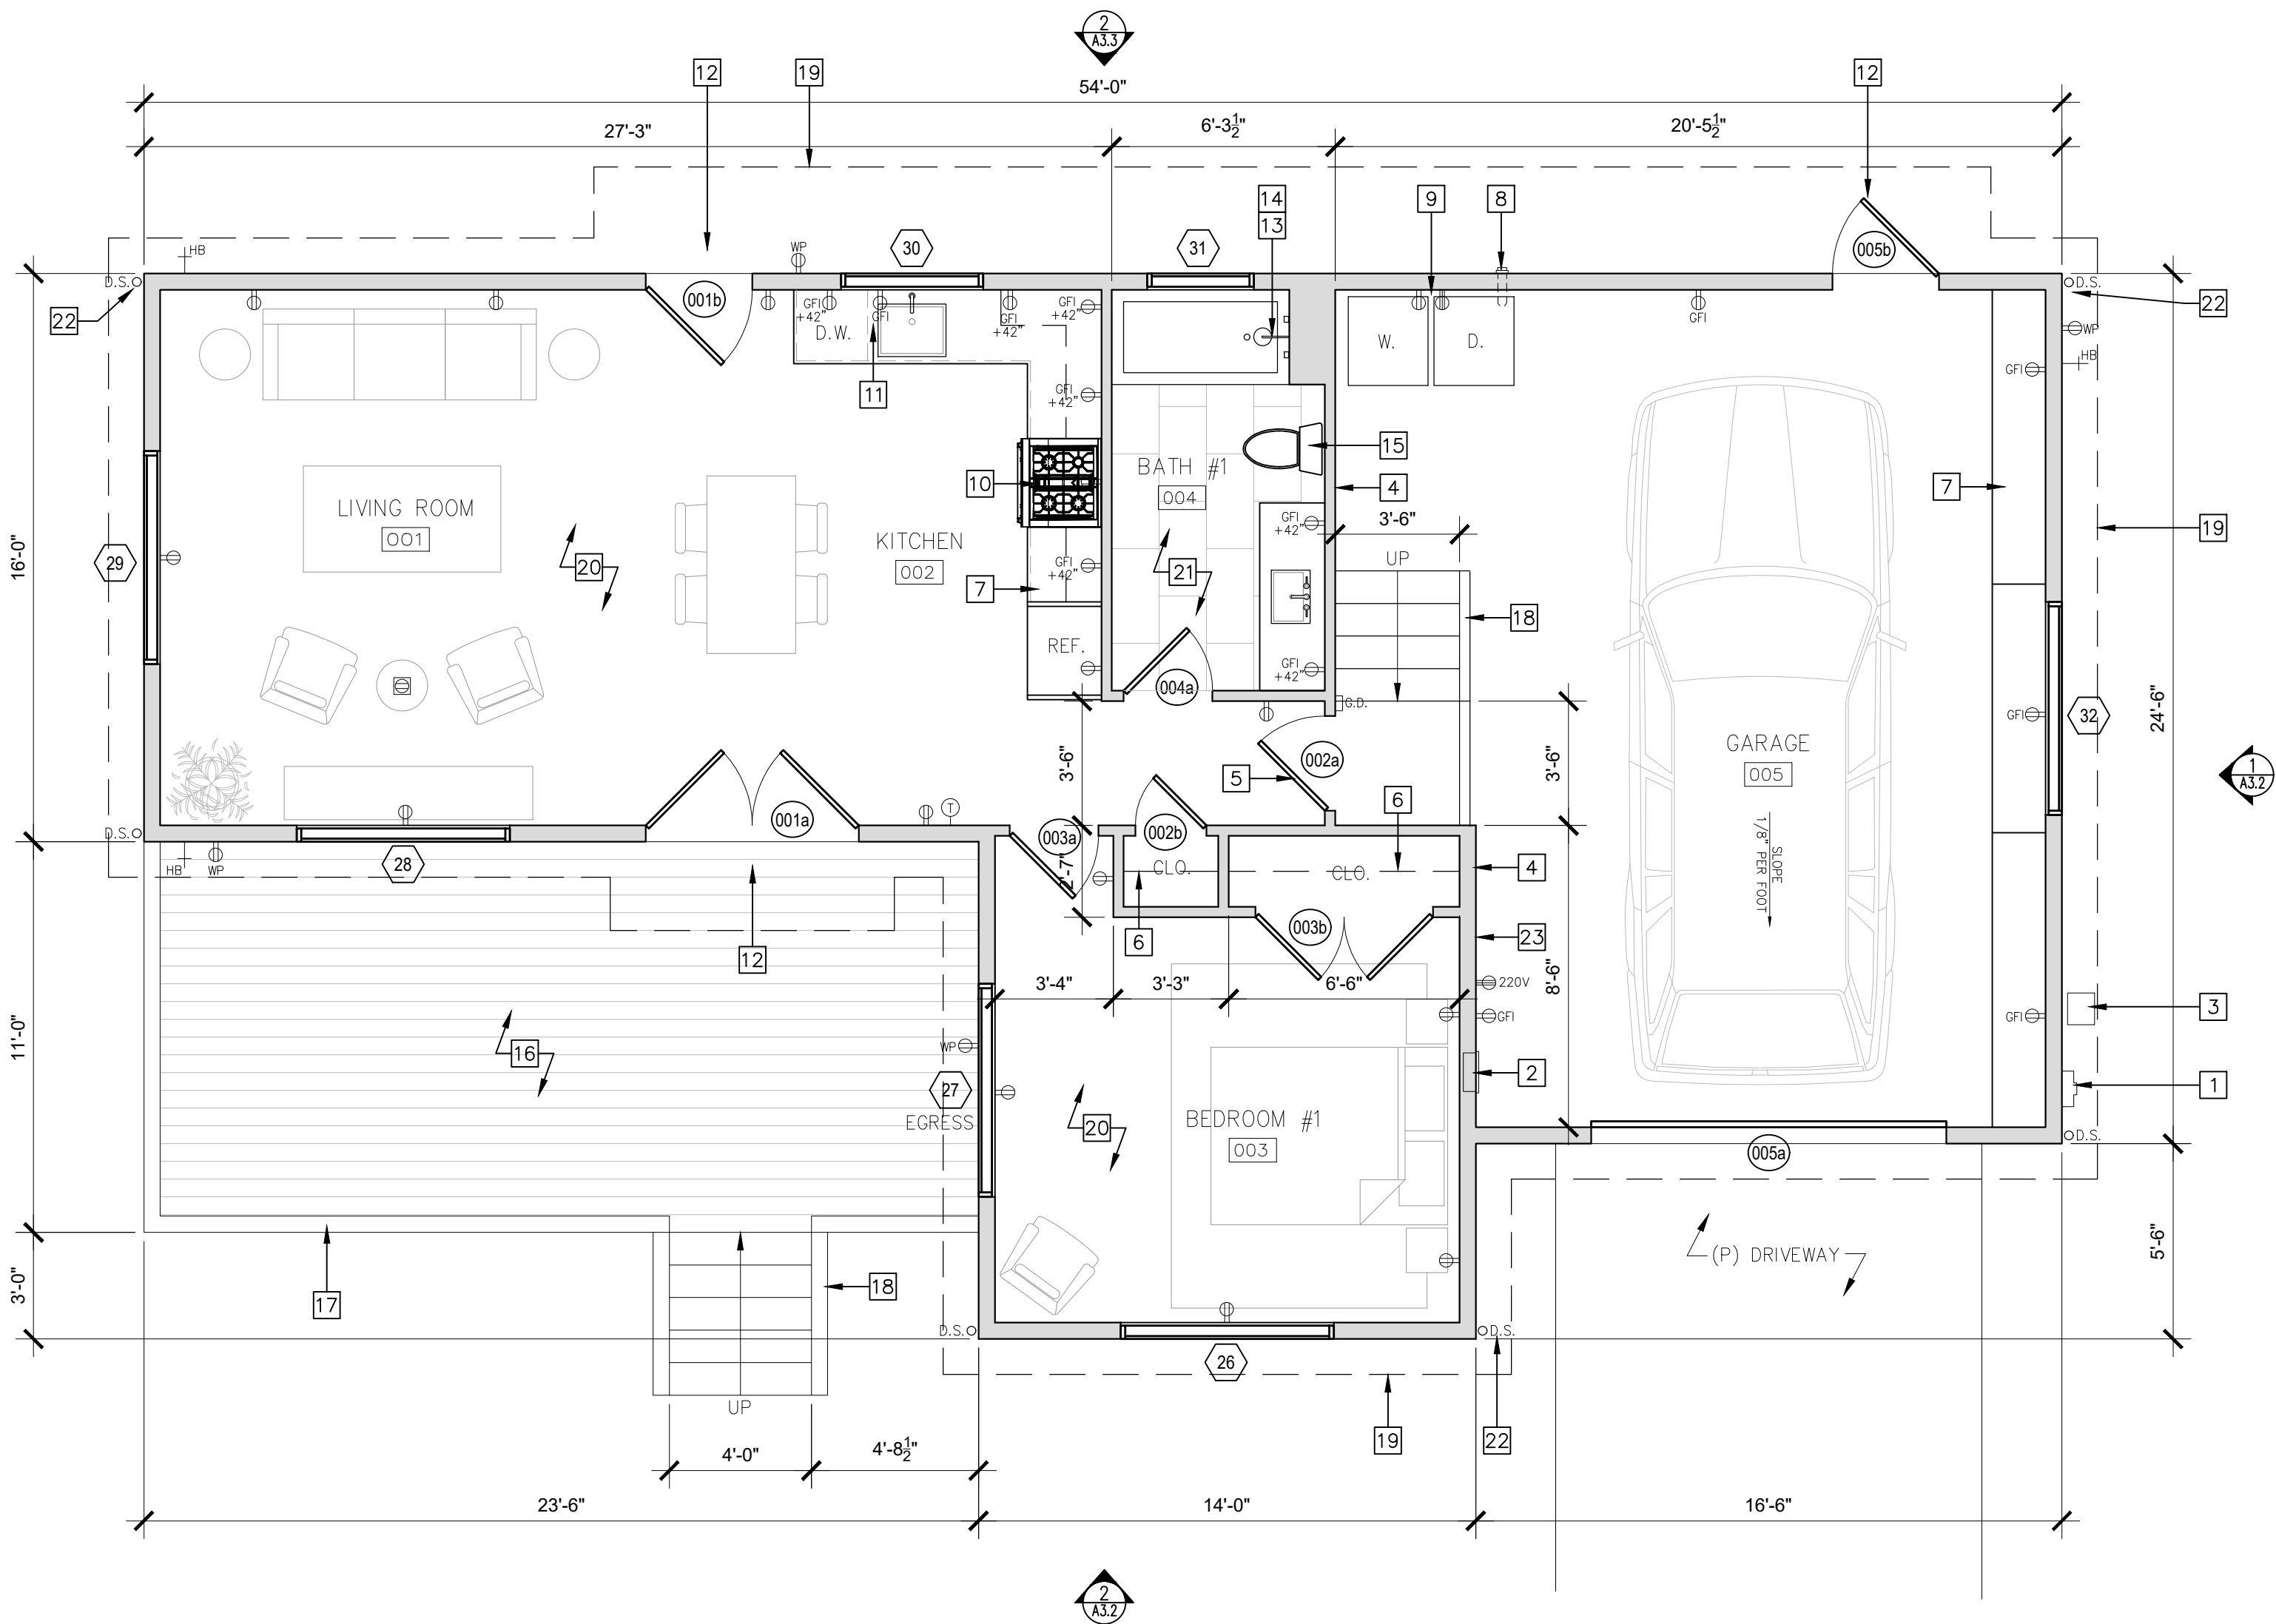 2
A3.3
12
19
54'-0"
12
27'-3"
6'-3½"
20'-5½"
14
13
9
8
HB
WP
30
31
005b
D.S.
D.S.
22
22
001b
GFI
+42"
GFI
GFI
+42"
GFI
+42"
GFI
WP
D.W.
W.
D.
HB
GFI
11
GFI
+42"
15
BATH #1
004
10
4
7
LIVING ROOM
001
3'-6"
GFI
+42"
19
KITCHEN
002
UP
16'-0"
29
20
GFI
+42"
21
7
18
REF.
GFI
+42"
004a
G.D.
24'-6"
GFI
32
GARAGE
005
3'-6"
002a
3'-6"
5
1
A3.2
6
T
001a
003a
002b
D.S.
SLOPE
1/8" PER FOOT
28
HB
WP
2'-7"
CLO.
CLO.
4
003b
6
23
12
3'-4"
3'-3"
6'-6"
8'-6"
220V
3
GFI
GFI
11'-0"
16
WP
2
27
1
EGRESS
20
BEDROOM #1
003
D.S.
005a
5'-6"
(P) DRIVEWAY
3'-0"
18
17
D.S.
D.S.
26
UP
19
22
4'-0"
4'-8½"
23'-6"
14'-0"
16'-6"
2
A3.2